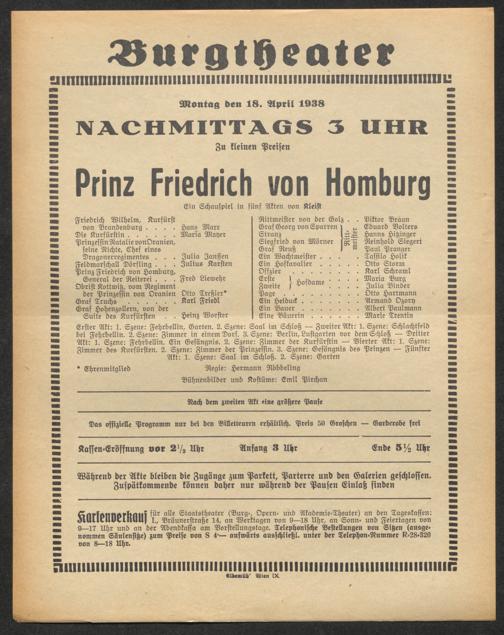 Burgtheater
Montag den 18. April 1938
NACHMITTAGS 3 UHR
Zu kleinen Preisen
Prinz Friedrich von Homburg
Ein Schauspiel in fünf Akten von Kleist
Friedrich Wilhelm, Kurfürst
von Brandenburg . . . . Hans Marr
Die Kurfürstin . . . . . Maria Mayer
Prinzessin Natalie von Oranien,
seine Nichte, Chef eines
Dragonerregimentes . . . Julia Janssen
Feldmarschall Dörfling . . . Julius Karsten
Prinz Friedrich von Homburg,
General der Reiterei . . . Fred Liewehr
Obrist Kottwitz, vom Regiment
der Prinzessin von Oranien Otto Treßler*
Graf Truchs . . . . . Karl Friedl
Graf Hohenzollern, von der
Suite des Kurfürsten . . . Heinz Woester
Rittmeister von der Golz . . Viktor Braun
Graf Georg von Sparren } Ritt-meister Eduard Volters
Stranz Hanns Hitzinger
Siegfried von Mörner Reinhold Siegert
Graf Reuß Paul Pranger
Ein Wachtmeister . . . . Tassilo Holik
Ein Hofkavalier . . . . Otto Storm
Offizier . . . . Karl Schroml
Erste } Hofdame . . . . Maria Burg
Zweite Julia Binder
Page . . . . Otto Hartmann
Ein Heiduck . . . . Armand Ozory
Ein Bauer . . . . Albert Paulmann
Eine Bäuerin . . . . Marie Trentin
Erster Akt: 1. Szene: Fehrbellin, Garten. 2. Szene: Saal im Schloß — Zweiter Akt: 1. Szene: Schlachtfeld
bei Fehrbellin. 2. Szene: Zimmer in einem Dorf. 3. Szene: Berlin, Lustgarten vor dem Schloß — Dritter
Akt: 1. Szene: Fehrbellin. Ein Gefängnis. 2. Szene: Zimmer der Kurfürstin — Vierter Akt: 1. Szene:
Zimmer des Kurfürsten. 2. Szene: Zimmer der Prinzessin. 3. Szene: Gefängnis des Prinzen — Fünfter
Akt: 1. Szene: Saal im Schloß. 2. Szene: Garten
* Ehrenmitglied Regie: Hermann Röbbeling
Bühnenbilder und Kostüme: Emil Pirchan
Nach dem zweiten Akt eine größere Pause
Das offizielle Programm nur bei den Billetteuren erhältlich. Preis 50 Groschen — Garderobe frei
Kassen-Eröffnung vor 2½ Uhr Anfang 3 Uhr Ende 5½ Uhr
Während der Akte bleiben die Zugänge zum Parkett, Parterre und den Galerien geschlossen.
Zuspätkommende können daher nur während der Pausen Einlaß finden
Kartenverkauf für alle Staatstheater (Burg-, Opern- und Akademie-Theater) an den Tageskassen:
I., Bräunerstraße 14, an Werktagen von 9—18 Uhr, an Sonn- und Feiertagen von
9—17 Uhr und an der Abendkassa am Vorstellungstage. Telephonische Bestellungen von Sitzen (ausge-
nommen Säulensitze) zum Preise von S 4·— aufwärts ausschließl. unter der Telephon-Nummer R-28-320
von 8—18 Uhr.
"Elbemühl" Wien IX.